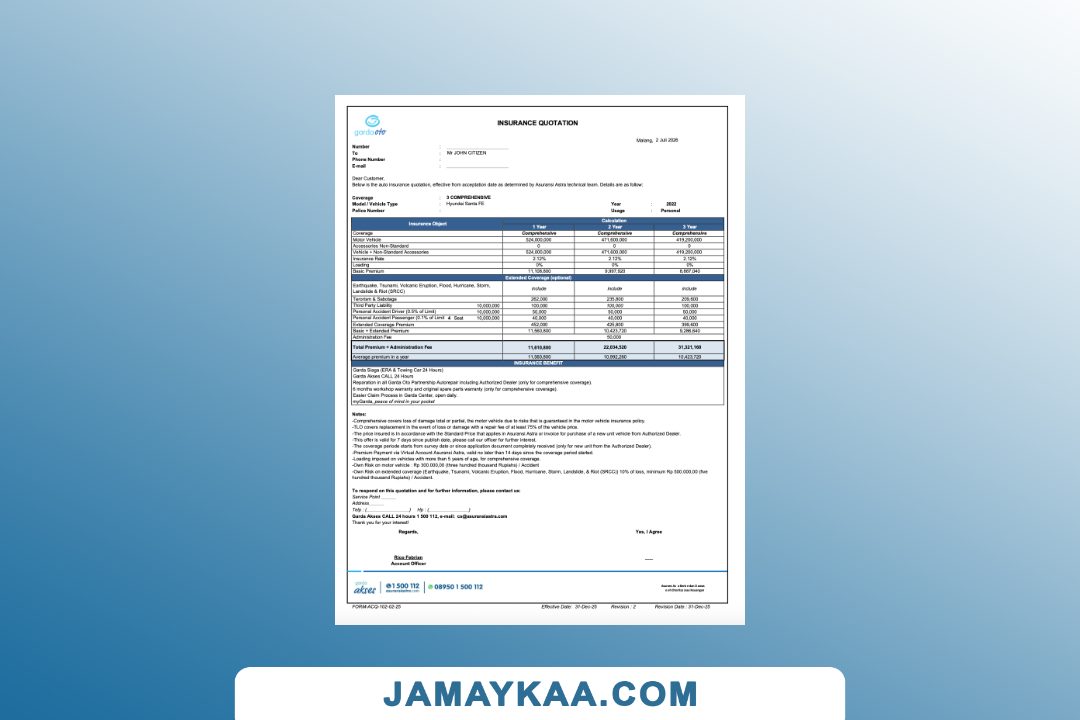 garda oto
INSURANCE QUOTATION
Malang, 2 Juli 2026
Number :
To : Mr JOHN CITIZEN
Phone Number :
E-mail :
Dear Customer,
Below is the auto insurance quotation, effective from acceptation date as determined by Asuransi Astra technical team. Details are as follow:
Coverage : 3 COMPREHENSIVE
Model / Vehicle Type : Hyundai Santa FE Year : 2022
Police Number : Usage : Personal
Insurance Object Calculation
1 Year 2 Year 3 Year
Coverage Comprehensive Comprehensive Comprehensive
Motor Vehicle 524,000,000 471,600,000 419,200,000
Accessories Non-Standard 0 0 0
Vehicle + Non-Standard Accessories 524,000,000 471,600,000 419,200,000
Insurance Rate 2.12% 2.12% 2.12%
Loading 0% 0% 0%
Basic Premium 11,108,800 9,997,920 8,887,040
Extended Coverage (optional)
Earthquake, Tsunami, Volcanic Eruption, Flood, Hurricane, Storm,
Landslide & Riot (SRCC) include include include
Terorism & Sabotage 262,000 235,800 209,600
Third Party Liability 10,000,000 100,000 100,000 100,000
Personal Accident Driver (0.5% of Limit) 10,000,000 50,000 50,000 50,000
Personal Accident Passenger (0.1% of Limit 4 Seat 10,000,000 40,000 40,000 40,000
Extended Coverage Premium 452,000 425,800 399,600
Basic + Extended Premium 11,560,800 10,423,720 9,286,640
Administration Fee 50,000
Total Premium + Administration Fee 11,610,800 22,034,520 31,321,160
Average premium in a year 11,560,800 10,992,260 10,423,720
INSURANCE BENEFIT
Garda Siaga (ERA & Towing Car 24 Hours)
Garda Akses CALL 24 Hours
Reparation in all Garda Oto Partnership Autorepair including Authorized Dealer (only for comprehensive coverage).
6 months workshop warranty and original spare parts warranty (only for comprehensive coverage).
Easier Claim Process in Garda Center, open daily.
myGarda, peace of mind in your pocket
Notes:
-Comprehensive covers loss of damage total or partial, the motor vehicle due to risks that is guaranteed in the motor vehicle insurance policy.
-TLO covers replacement in the event of loss or damage with a repair fee of at least 75% of the vehicle price.
-The price insured is in accordance with the Standard Price that applies in Asuransi Astra or invoice for purchase of a new unit vehicle from Authorized Dealer.
-This offer is valid for 7 days since publish date, please call our officer for further interest.
-The coverage periode starts from survey date or since application document completely received (only for new unit from the Authorized Dealer).
-Premium Payment via Virtual Account Asuransi Astra, valid no later than 14 days since the coverage period started.
-Loading imposed on vehicles with more than 5 years of age, for comprehensive coverage.
-Own Risk on motor vehicle : Rp 300.000,00 (three hundred thousand Rupiahs) / Accident
-Own Risk on extended coverage (Earthquake, Tsunami, Volcanic Eruption, Flood, Hurricane, Storm, Landslide, & Riot (SRCC)) 10% of loss, minimum Rp 500.000,00 (five
hundred thousand Rupiahs) / Accident.
To respond on this quotation and for further information, please contact us:
Service Point
Address
Telp : ( ) Hp : ( )
Garda Akses CALL 24 hours 1 500 112, e-mail: cs@asuransiastra.com
Thank you for your interest!
Regards, Yes, I Agree
Rico Febrian
Account Officer
garda akses 1 500 112 asuransiastra.com 08950 1 500 112
FORM/ACQ-102-02-25 Effective Date : 31-Dec-25 Revision : 2 Revision Date : 31-Dec-25
JAMAYKAA.COM